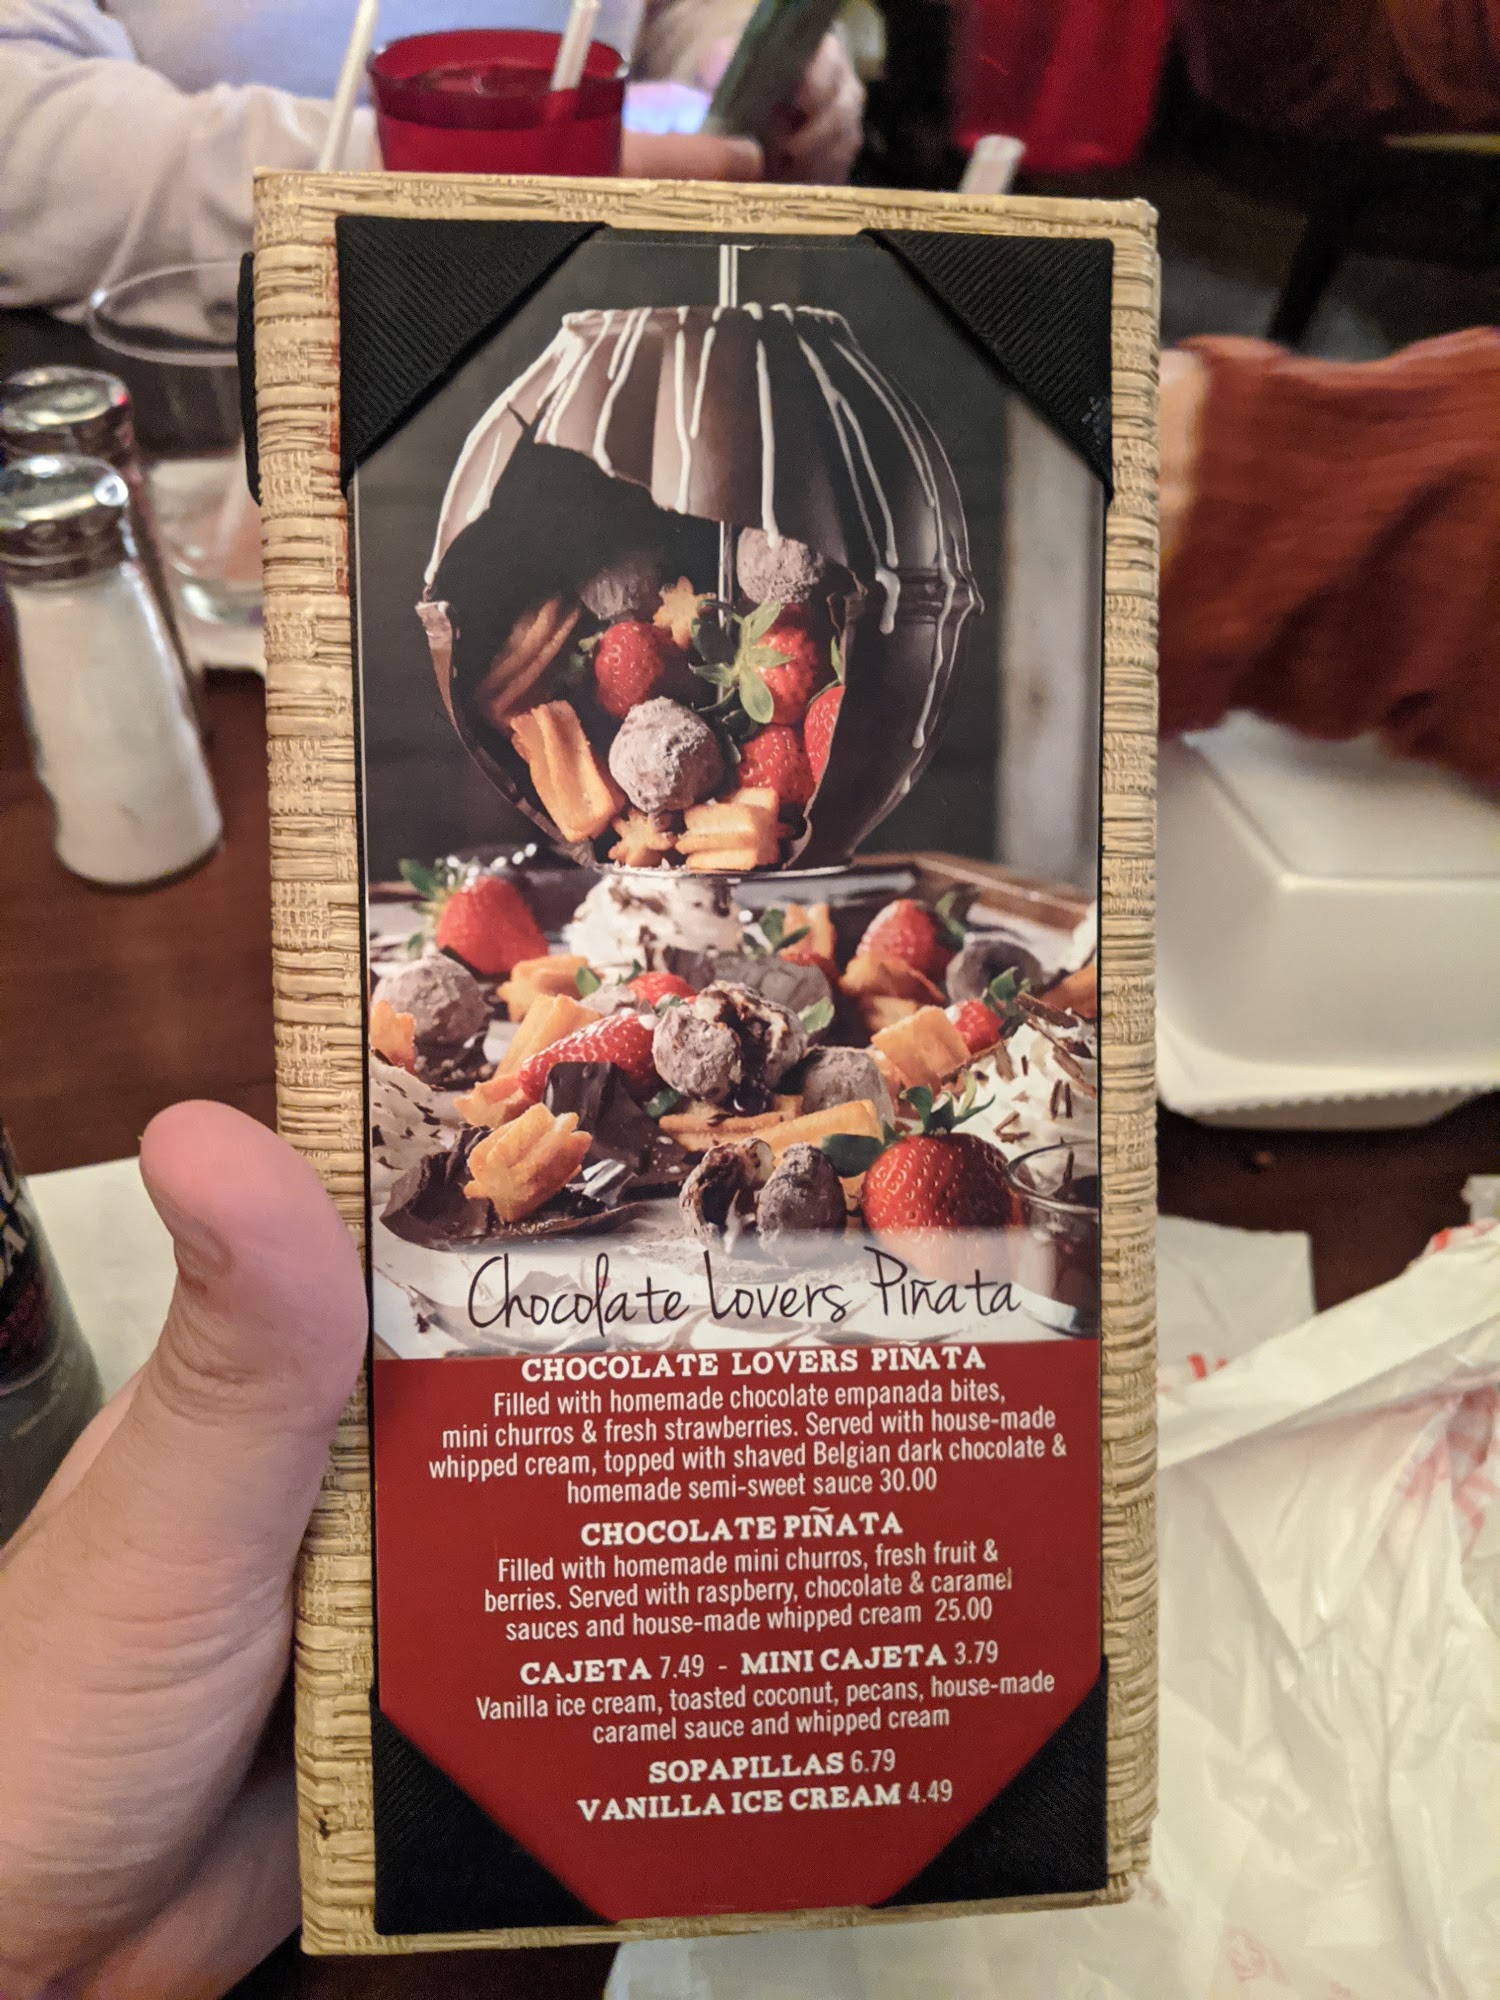 Chocolate Lovers Piñata
CHOCOLATE LOVERS PIÑATA
Filled with homemade chocolate empanada bites,
mini churros & fresh strawberries. Served with house-made
whipped cream, topped with shaved Belgian dark chocolate &
homemade semi-sweet sauce 30.00
CHOCOLATE PIÑATA
Filled with homemade mini churros, fresh fruit &
berries. Served with raspberry, chocolate & caramel
sauces and house-made whipped cream 25.00
CAJETA 7.49 - MINI CAJETA 3.79
Vanilla ice cream, toasted coconut, pecans, house-made
caramel sauce and whipped cream
SOPAPILLAS 6.79
VANILLA ICE CREAM 4.49